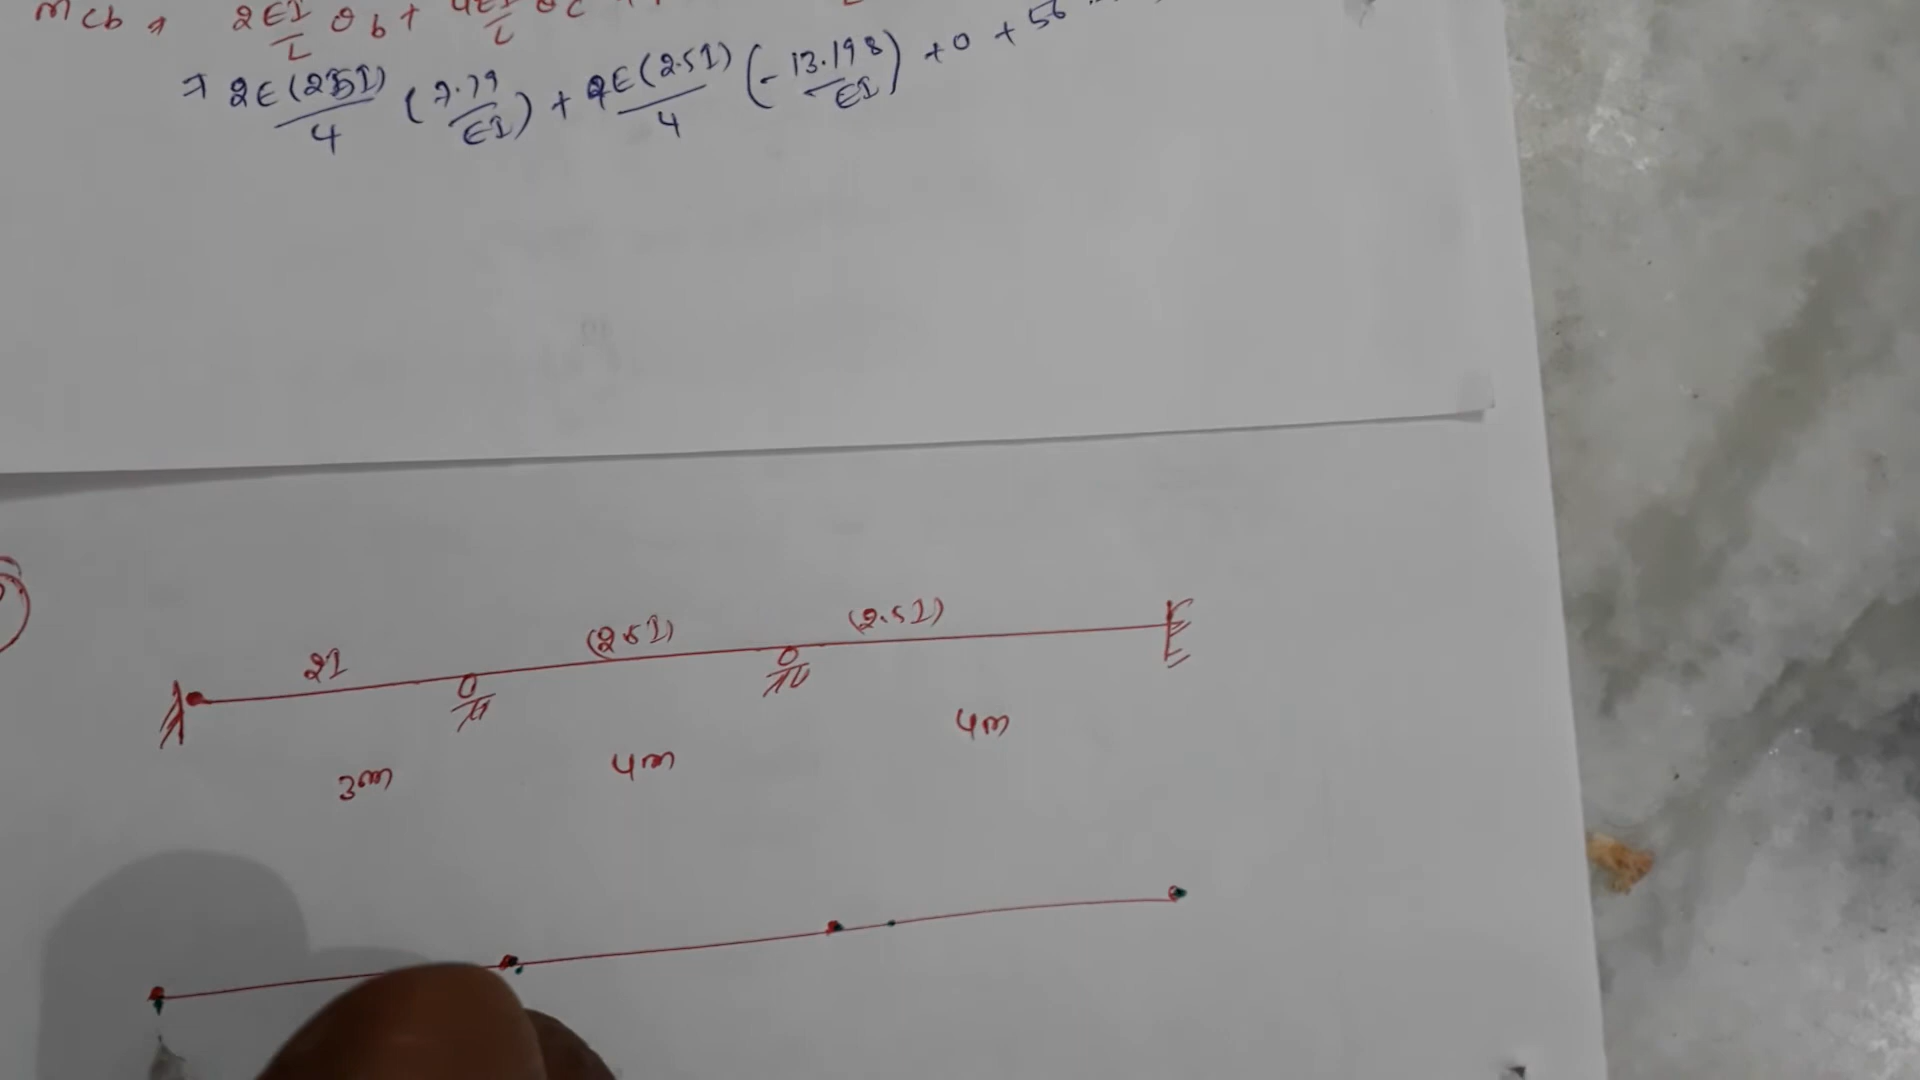 Mcb ⇒ 2EI/L θb + 4EI/L θc
⇒ 2E(2.5I)/4 (7.79/EI) + 4E(2.5I)/4 (-13.198/EI) + 0 + 56
2I (2.5I) (2.5I)
3m 4m 4m